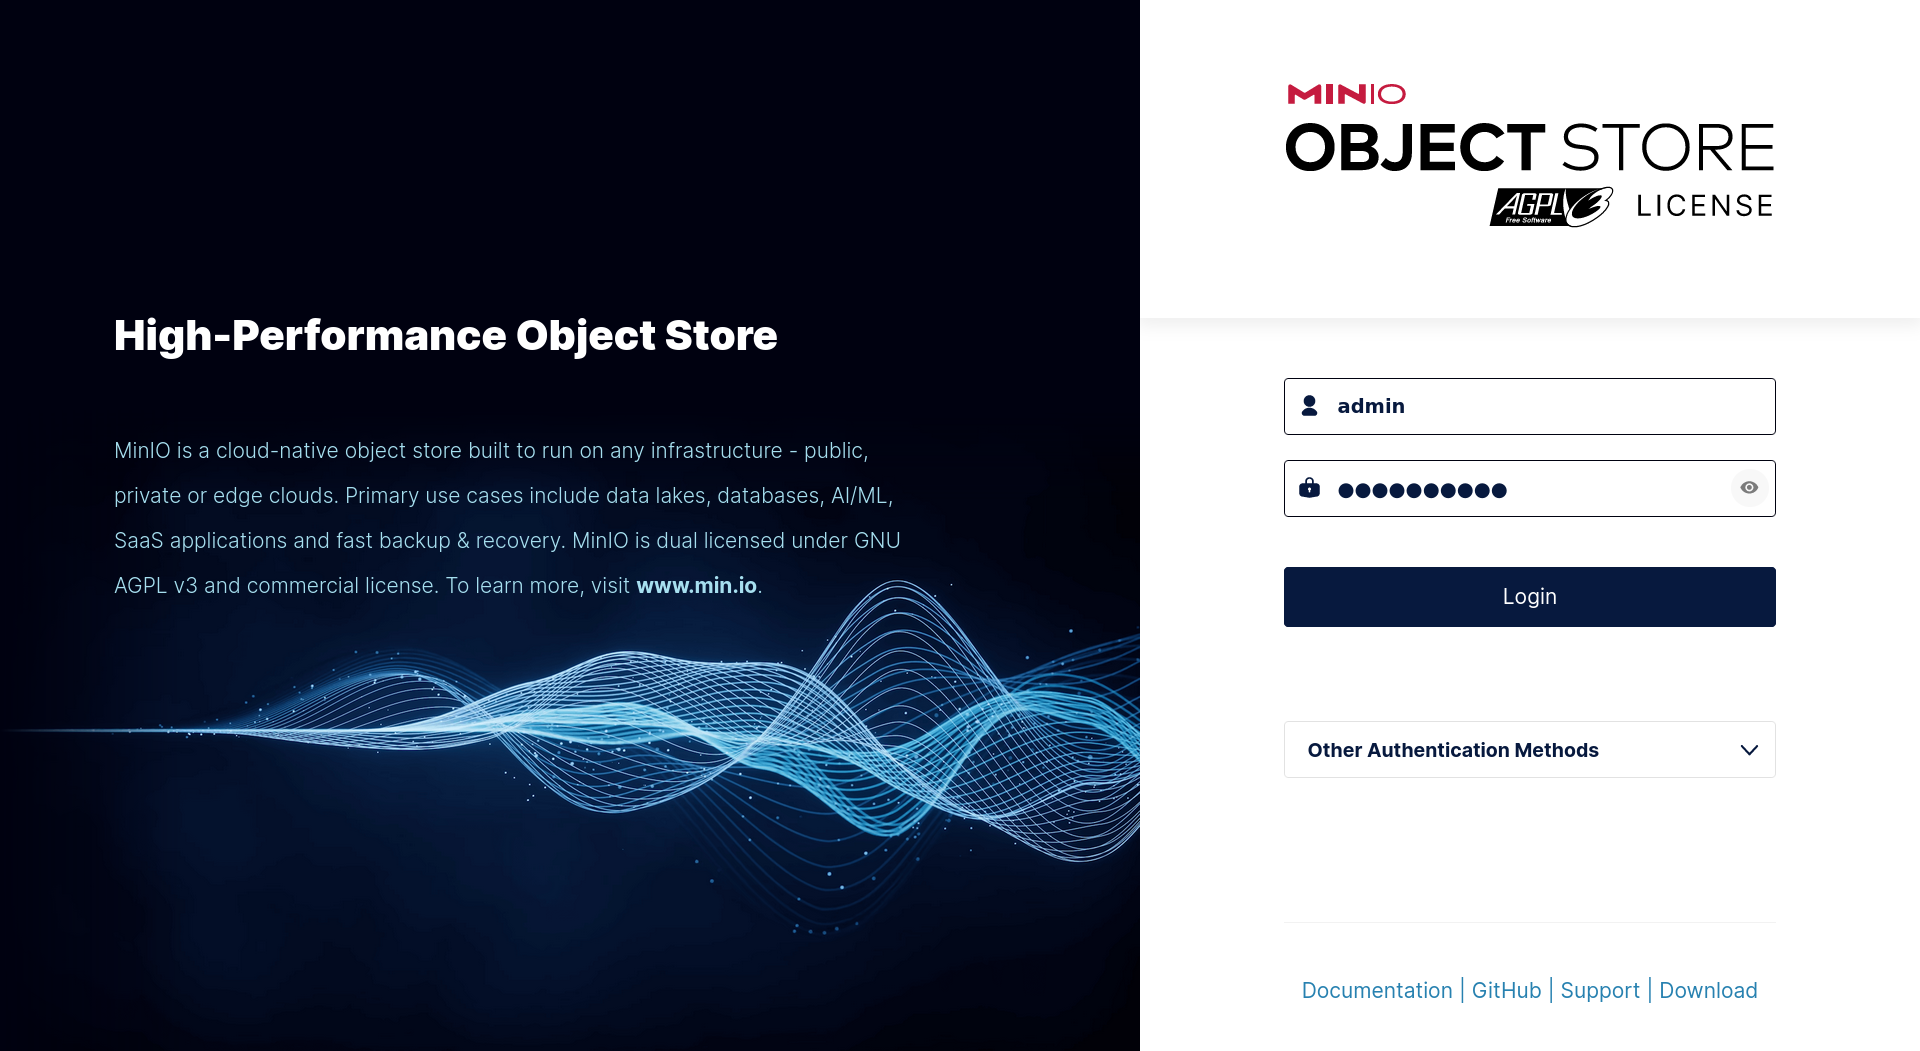 High-Performance Object Store
MinIO is a cloud-native object store built to run on any infrastructure - public,
private or edge clouds. Primary use cases include data lakes, databases, AI/ML,
SaaS applications and fast backup & recovery. MinIO is dual licensed under GNU
AGPL v3 and commercial license. To learn more, visit www.min.io.
MINIO
OBJECT STORE
AGPLv3 LICENSE
Free Software
admin
●●●●●●●●●●
Login
Other Authentication Methods
Documentation | GitHub | Support | Download